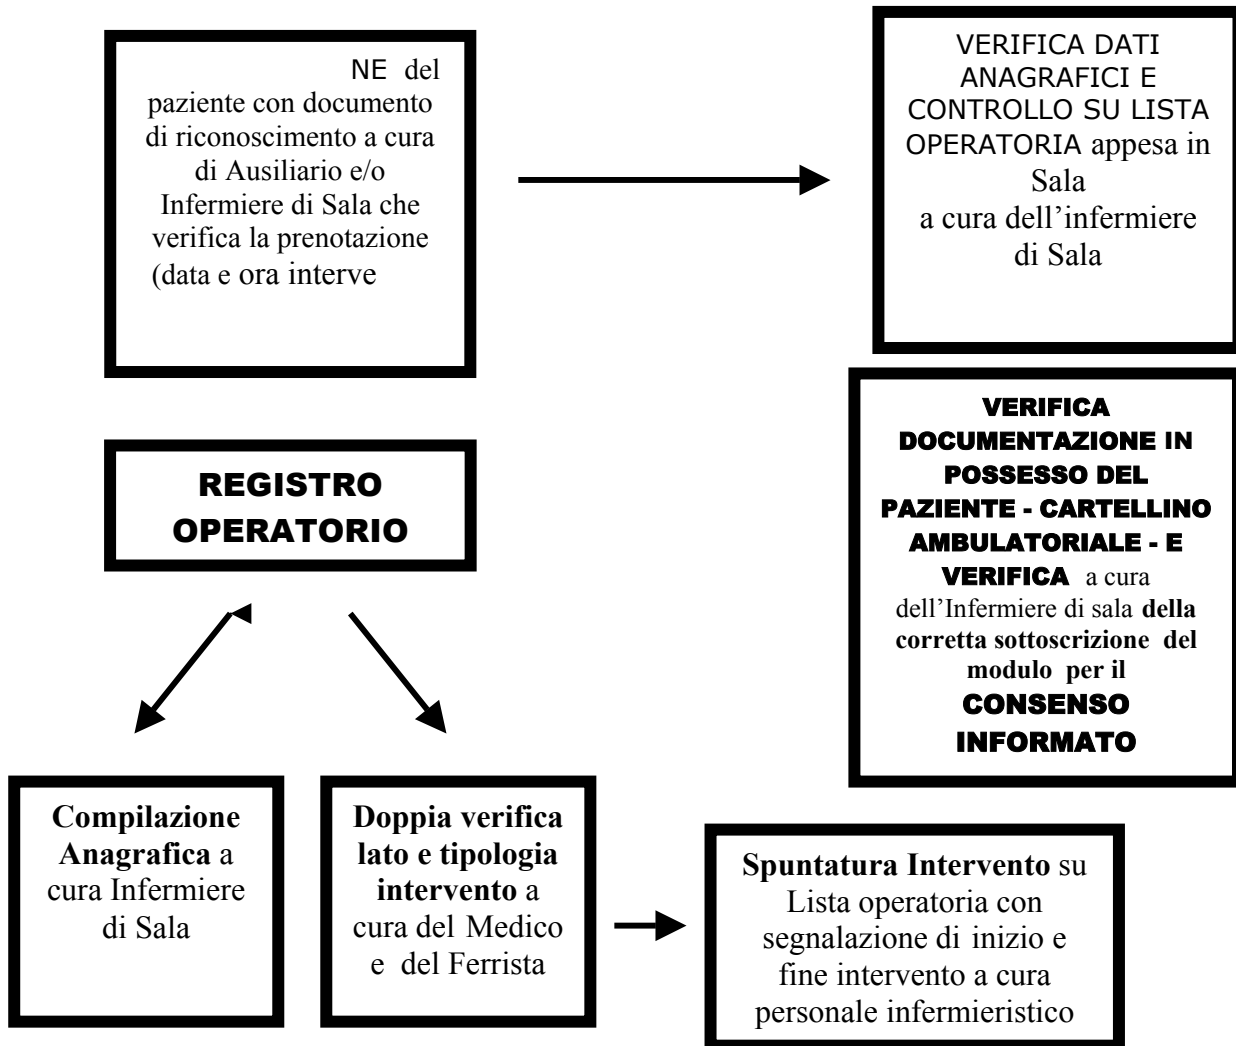 NE del
paziente con documento
di riconoscimento a cura
di Ausiliario e/o
Infermiere di Sala che
verifica la prenotazione
(data e ora interve
VERIFICA DATI
ANAGRAFICI E
CONTROLLO SU LISTA
OPERATORIA appesa in
Sala
a cura dell’infermiere
di Sala
VERIFICA
DOCUMENTAZIONE IN
POSSESSO DEL
PAZIENTE - CARTELLINO
AMBULATORIALE - E
VERIFICA a cura
dell’Infermiere di sala della
corretta sottoscrizione del
modulo per il
CONSENSO
INFORMATO
REGISTRO
OPERATORIO
Compilazione
Anagrafica a
cura Infermiere
di Sala
Doppia verifica
lato e tipologia
intervento a
cura del Medico
e del Ferrista
Spuntatura Intervento su
Lista operatoria con
segnalazione di inizio e
fine intervento a cura
personale infermieristico